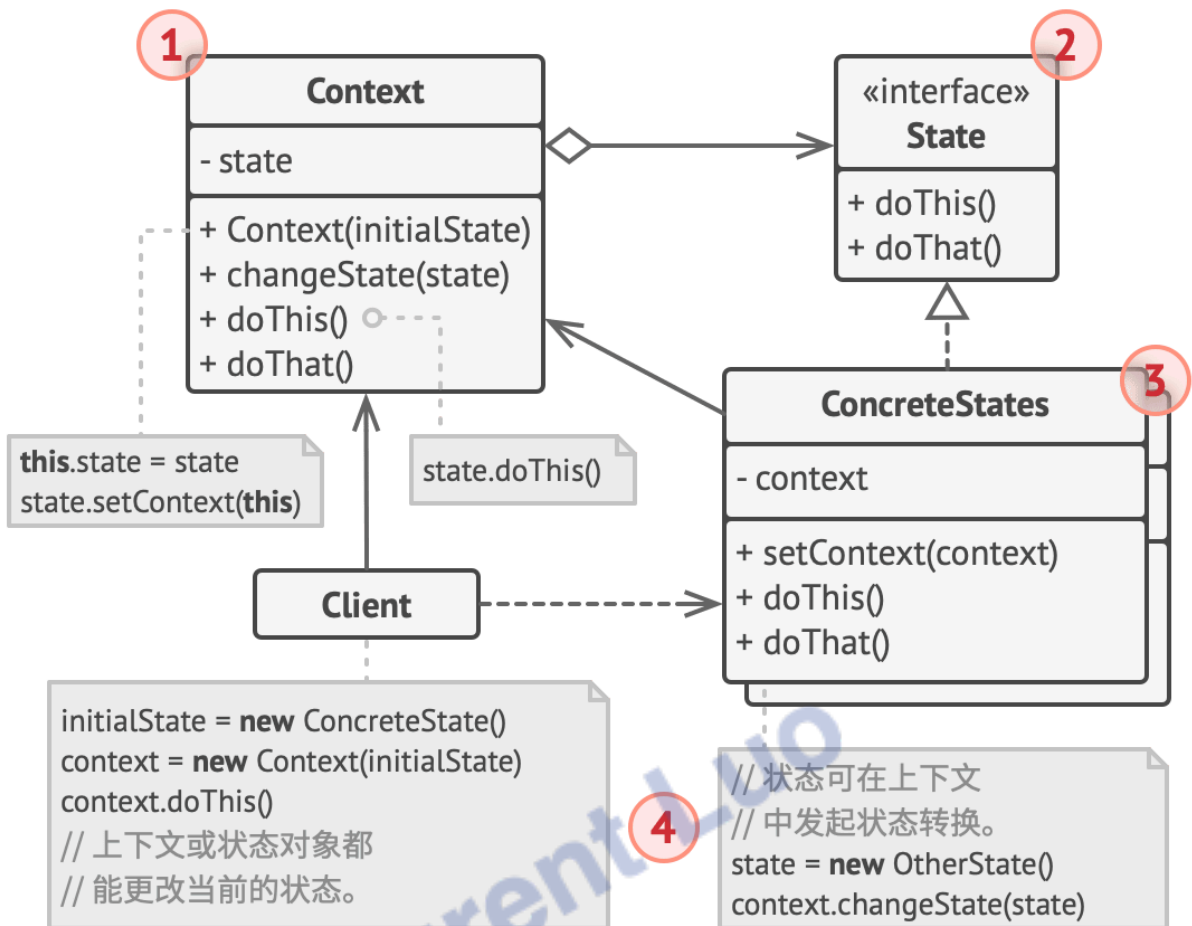 1
Context
- state
+ Context(initialState)
+ changeState(state)
+ doThis()
+ doThat()
2
«interface»
State
+ doThis()
+ doThat()
this.state = state
state.setContext(this)
state.doThis()
3
ConcreteStates
- context
+ setContext(context)
+ doThis()
+ doThat()
Client
initialState = new ConcreteState()
context = new Context(initialState)
context.doThis()
// 上下文或状态对象都
// 能更改当前的状态。
4
// 状态可在上下文
// 中发起状态转换。
state = new OtherState()
context.changeState(state)
Luo